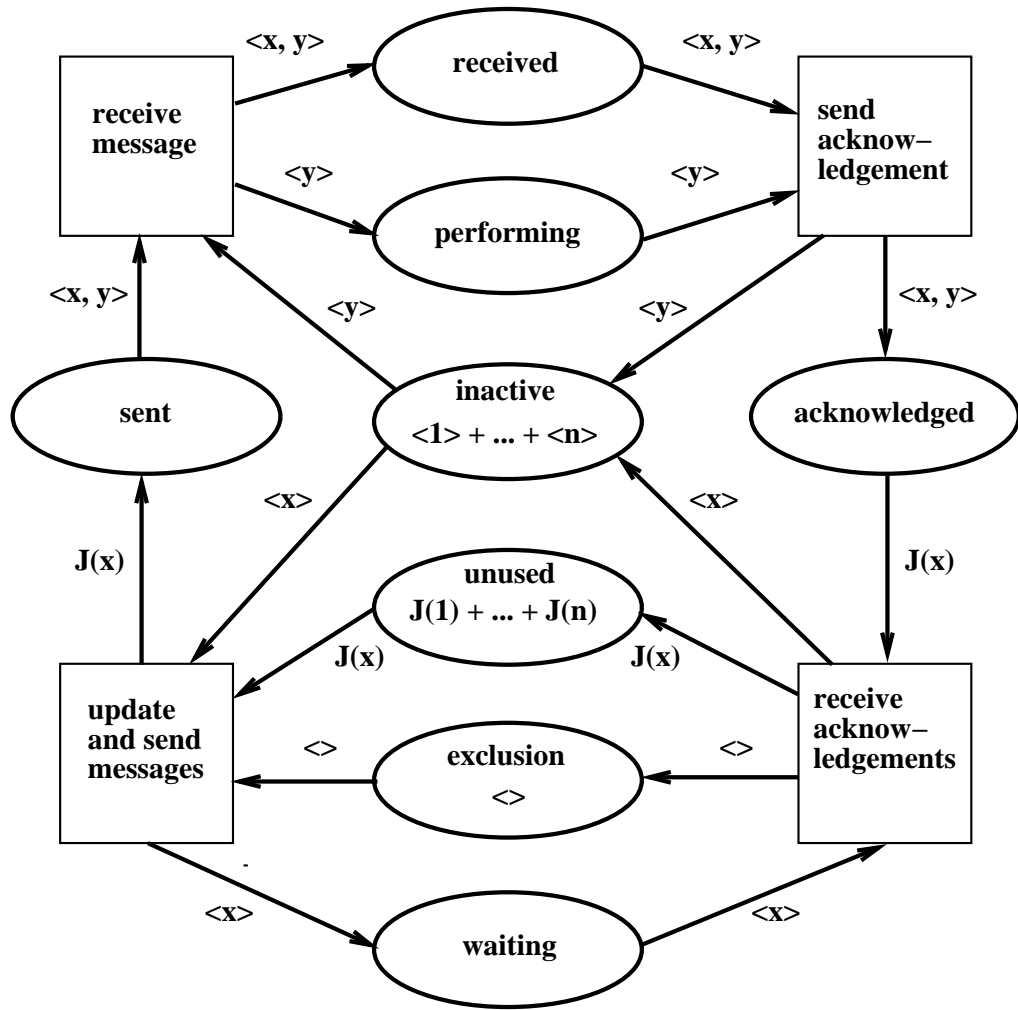 <x, y>
<x, y>
received
receive
message
send
acknow−
ledgement
<y>
<y>
performing
<x, y>
<y>
<y>
<x, y>
inactive
<1> + ... + <n>
sent
acknowledged
<x>
<x>
J(x)
J(x)
unused
J(1) + ... + J(n)
J(x)
J(x)
update
and send
messages
receive
acknow−
ledgements
<>
exclusion
<>
<>
<x>
<x>
waiting